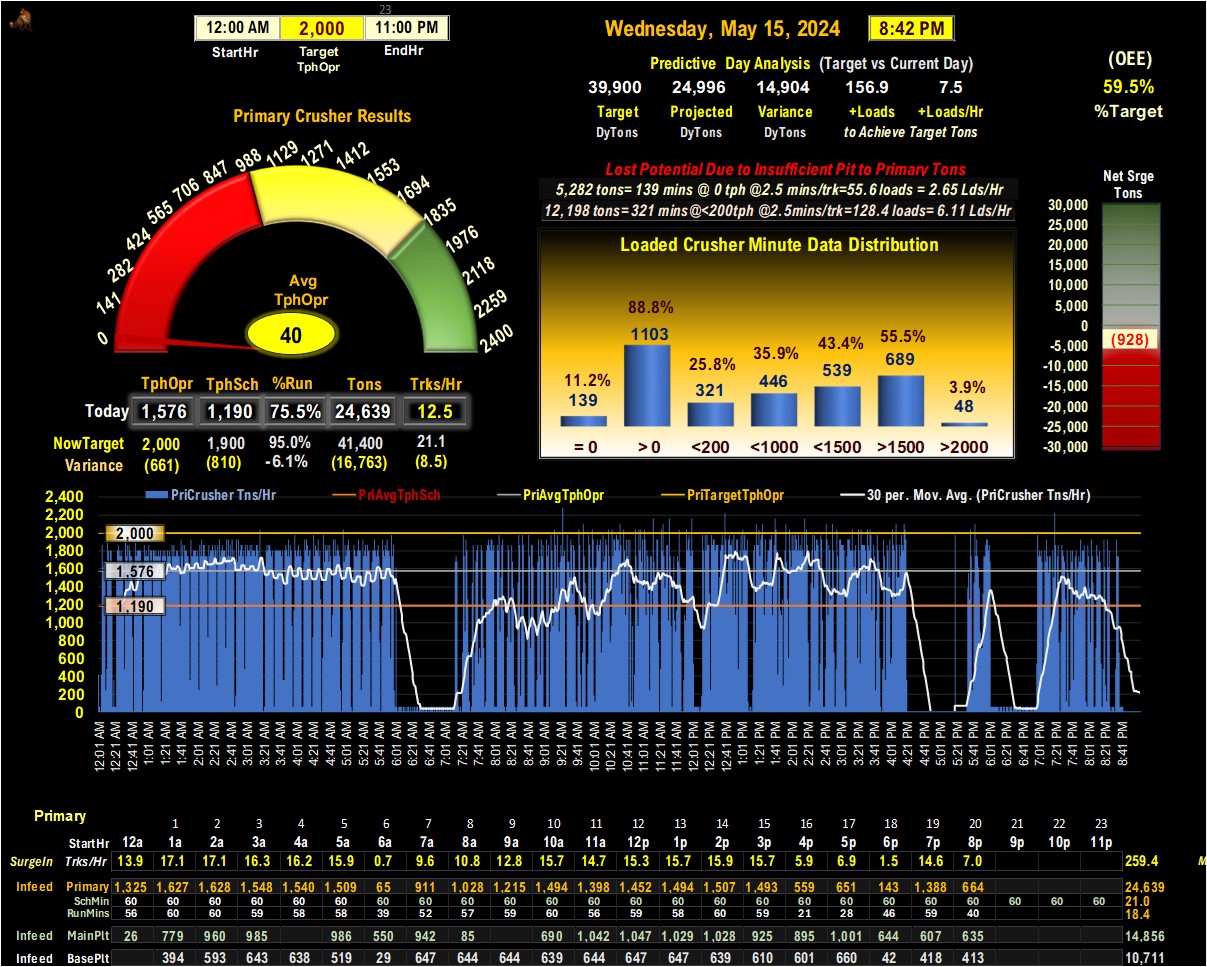 23
12:00 AM 2,000 11:00 PM
StartHr Target TphOpr EndHr
Wednesday, May 15, 2024 8:42 PM
Predictive Day Analysis (Target vs Current Day)
39,900 24,996 14,904 156.9 7.5
Target Projected Variance +Loads +Loads/Hr
DyTons DyTons DyTons to Achieve Target Tons
(OEE)
59.5%
%Target
Primary Crusher Results
0 141 282 424 565 706 847 988 1129 1271 1412 1553 1694 1835 1976 2118 2259 2400
Avg
TphOpr
40
Lost Potential Due to Insufficient Pit to Primary Tons
5,282 tons= 139 mins @ 0 tph @2.5 mins/trk=55.6 loads = 2.65 Lds/Hr
12,198 tons= 321 mins@<200tph @2.5mins/trk=128.4 loads= 6.11 Lds/Hr
Loaded Crusher Minute Data Distribution
11.2% 88.8% 25.8% 35.9% 43.4% 55.5% 3.9%
139 1103 321 446 539 689 48
= 0 > 0 <200 <1000 <1500 >1500 >2000
Net Srge
Tons
30,000
25,000
20,000
15,000
10,000
5,000
0
(928)
-5,000
-10,000
-15,000
-20,000
-25,000
-30,000
TphOpr TphSch %Run Tons Trks/Hr
Today 1,576 1,190 75.5% 24,639 12.5
NowTarget 2,000 1,900 95.0% 41,400 21.1
Variance (661) (810) -6.1% (16,763) (8.5)
PriCrusher Tns/Hr PriAvgTphSch PriAvgTphOpr PriTargetTphOpr 30 per. Mov. Avg. (PriCrusher Tns/Hr)
2,400
2,200
2,000
1,800
1,600
1,400
1,200
1,000
800
600
400
200
0
2,000
1,576
1,190
12:01 AM 12:21 AM 12:41 AM 1:01 AM 1:21 AM 1:41 AM 2:01 AM 2:21 AM 2:41 AM 3:01 AM 3:21 AM 3:41 AM 4:01 AM 4:21 AM 4:41 AM 5:01 AM 5:21 AM 5:41 AM 6:01 AM 6:21 AM 6:41 AM 7:01 AM 7:21 AM 7:41 AM 8:01 AM 8:21 AM 8:41 AM 9:01 AM 9:21 AM 9:41 AM 10:01 AM 10:21 AM 10:41 AM 11:01 AM 11:21 AM 11:41 AM 12:01 PM 12:21 PM 12:41 PM 1:01 PM 1:21 PM 1:41 PM 2:01 PM 2:21 PM 2:41 PM 3:01 PM 3:21 PM 3:41 PM 4:01 PM 4:21 PM 4:41 PM 5:01 PM 5:21 PM 5:41 PM 6:01 PM 6:21 PM 6:41 PM 7:01 PM 7:21 PM 7:41 PM 8:01 PM 8:21 PM 8:41 PM
Primary
1 2 3 4 5 6 7 8 9 10 11 12 13 14 15 16 17 18 19 20 21 22 23
StartHr 12a 1a 2a 3a 4a 5a 6a 7a 8a 9a 10a 11a 12p 1p 2p 3p 4p 5p 6p 7p 8p 9p 10p 11p
SurgeIn Trks/Hr 13.9 17.1 17.1 16.3 16.2 15.9 0.7 9.6 10.8 12.8 15.7 14.7 15.3 15.7 15.9 15.7 5.9 6.9 1.5 14.6 7.0 259.4 M
Infeed Primary 1,325 1,627 1,628 1,548 1,540 1,509 65 911 1,028 1,215 1,494 1,398 1,452 1,494 1,507 1,493 559 651 143 1,388 664 24,639
SchMin 60 60 60 60 60 60 60 60 60 60 60 60 60 60 60 60 60 60 60 60 60 60 60 60 21.0
RunMins 56 60 60 59 58 58 39 52 57 59 60 56 59 58 60 59 21 28 46 59 40 18.4
Infeed MainPlt 26 779 960 985 986 550 942 85 690 1,042 1,047 1,029 1,028 925 895 1,001 644 607 635 14,856
Infeed BasePlt 394 593 643 638 519 29 647 644 644 639 644 647 647 639 610 601 660 42 418 413 10,711